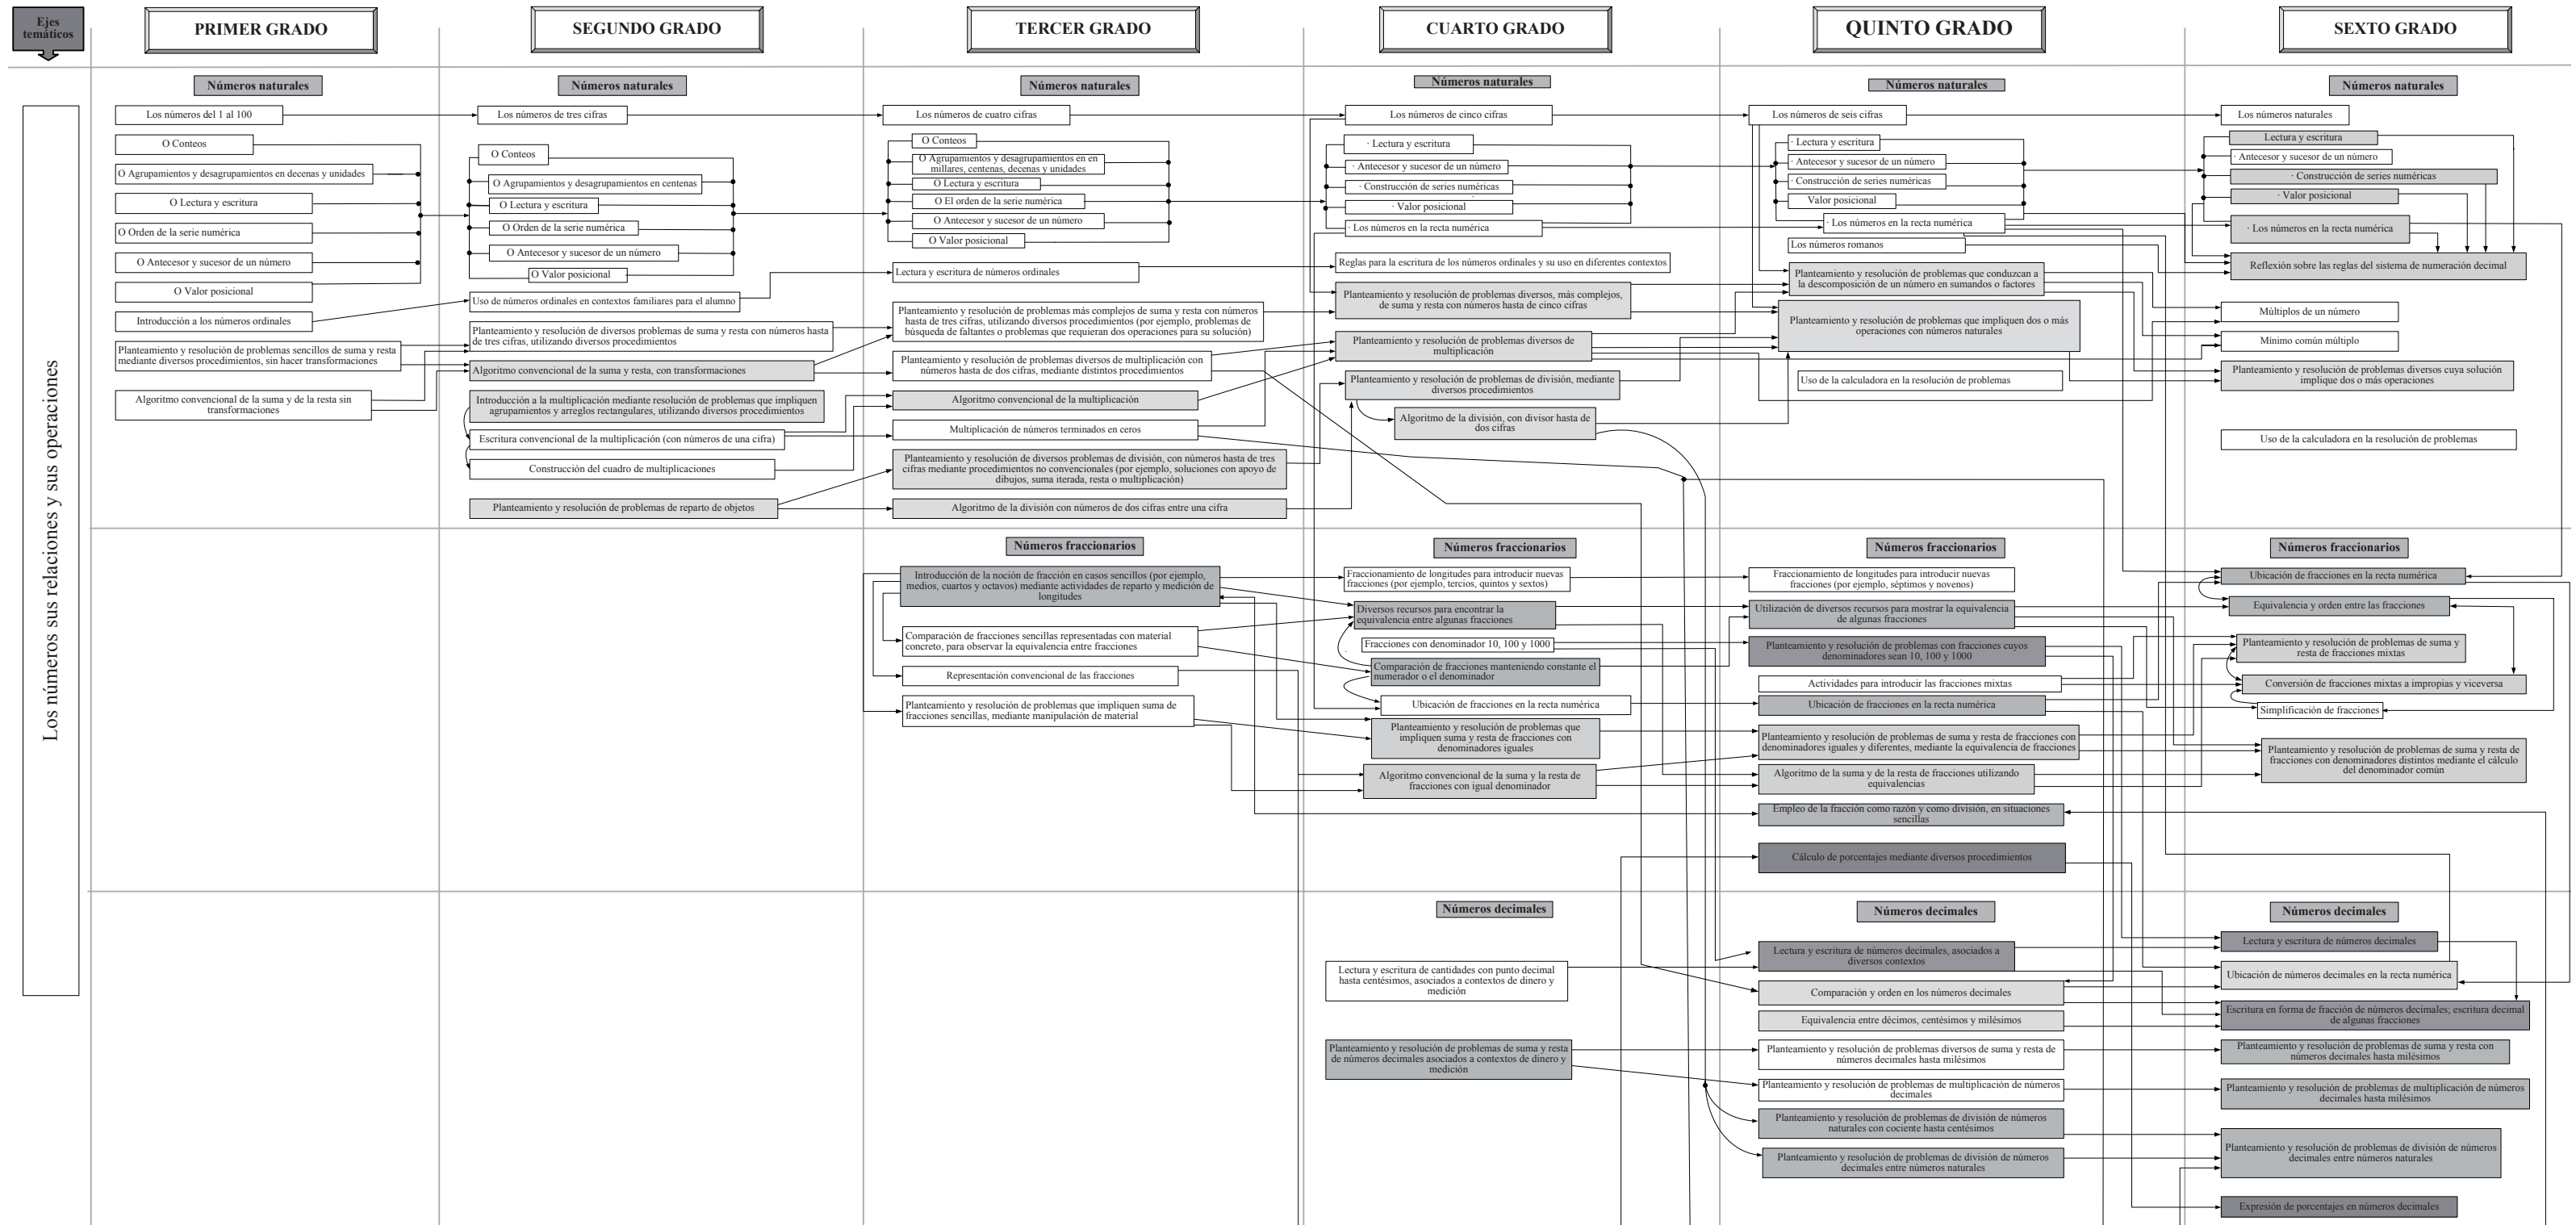 Ejes
temáticos
PRIMER GRADO
SEGUNDO GRADO
TERCER GRADO
CUARTO GRADO
QUINTO GRADO
SEXTO GRADO
Los números sus relaciones y sus operaciones
Números naturales
Los números del 1 al 100
O Conteos
O Agrupamientos y desagrupamientos en decenas y unidades
O Lectura y escritura
O Orden de la serie numérica
O Antecesor y sucesor de un número
O Valor posicional
Introducción a los números ordinales
Planteamiento y resolución de problemas sencillos de suma y resta
mediante diversos procedimientos, sin hacer transformaciones
Algoritmo convencional de la suma y de la resta sin
transformaciones
Números naturales
Los números de tres cifras
O Conteos
O Agrupamientos y desagrupamientos en centenas
O Lectura y escritura
O Orden de la serie numérica
O Antecesor y sucesor de un número
O Valor posicional
Uso de números ordinales en contextos familiares para el alumno
Planteamiento y resolución de diversos problemas de suma y resta con números hasta
de tres cifras, utilizando diversos procedimientos
Algoritmo convencional de la suma y resta, con transformaciones
Introducción a la multiplicación mediante resolución de problemas que impliquen
agrupamientos y arreglos rectangulares, utilizando diversos procedimientos
Escritura convencional de la multiplicación (con números de una cifra)
Construcción del cuadro de multiplicaciones
Planteamiento y resolución de problemas de reparto de objetos
Números naturales
Los números de cuatro cifras
O Conteos
O Agrupamientos y desagrupamientos en en
millares, centenas, decenas y unidades
O Lectura y escritura
O El orden de la serie numérica
O Antecesor y sucesor de un número
O Valor posicional
Lectura y escritura de números ordinales
Planteamiento y resolución de problemas más complejos de suma y resta con números
hasta de tres cifras, utilizando diversos procedimientos (por ejemplo, problemas de
búsqueda de faltantes o problemas que requieran dos operaciones para su solución)
Planteamiento y resolución de problemas diversos de multiplicación con
números hasta de dos cifras, mediante distintos procedimientos
Algoritmo convencional de la multiplicación
Multiplicación de números terminados en ceros
Planteamiento y resolución de diversos problemas de división, con números hasta de tres
cifras mediante procedimientos no convencionales (por ejemplo, soluciones con apoyo de
dibujos, suma iterada, resta o multiplicación)
Algoritmo de la división con números de dos cifras entre una cifra
Números naturales
Los números de cinco cifras
· Lectura y escritura
· Antecesor y sucesor de un número
· Construcción de series numéricas
· Valor posicional
· Los números en la recta numérica
Reglas para la escritura de los números ordinales y su uso en diferentes contextos
Planteamiento y resolución de problemas diversos, más complejos,
de suma y resta con números hasta de cinco cifras
Planteamiento y resolución de problemas diversos de
multiplicación
Planteamiento y resolución de problemas de división, mediante
diversos procedimientos
Algoritmo de la división, con divisor hasta de
dos cifras
Números naturales
Los números de seis cifras
· Lectura y escritura
· Antecesor y sucesor de un número
· Construcción de series numéricas
Valor posicional
· Los números en la recta numérica
Los números romanos
Planteamiento y resolución de problemas que conduzcan a
la descomposición de un número en sumandos o factores
Planteamiento y resolución de problemas que impliquen dos o más
operaciones con números naturales
Uso de la calculadora en la resolución de problemas
Números naturales
Los números naturales
Lectura y escritura
· Antecesor y sucesor de un número
· Construcción de series numéricas
· Valor posicional
· Los números en la recta numérica
Reflexión sobre las reglas del sistema de numeración decimal
Múltiplos de un número
Mínimo común múltiplo
Planteamiento y resolución de problemas diversos cuya solución
implique dos o más operaciones
Uso de la calculadora en la resolución de problemas
Números fraccionarios
Introducción de la noción de fracción en casos sencillos (por ejemplo,
medios, cuartos y octavos) mediante actividades de reparto y medición de
longitudes
Comparación de fracciones sencillas representadas con material
concreto, para observar la equivalencia entre fracciones
Representación convencional de las fracciones
Planteamiento y resolución de problemas que impliquen suma de
fracciones sencillas, mediante manipulación de material
Números fraccionarios
Fraccionamiento de longitudes para introducir nuevas
fracciones (por ejemplo, tercios, quintos y sextos)
Diversos recursos para encontrar la
equivalencia entre algunas fracciones
Fracciones con denominador 10, 100 y 1000
Comparación de fracciones manteniendo constante el
numerador o el denominador
Ubicación de fracciones en la recta numérica
Planteamiento y resolución de problemas que
impliquen suma y resta de fracciones con
denominadores iguales
Algoritmo convencional de la suma y la resta de
fracciones con igual denominador
Números fraccionarios
Fraccionamiento de longitudes para introducir nuevas
fracciones (por ejemplo, séptimos y novenos)
Utilización de diversos recursos para mostrar la equivalencia
de algunas fracciones
Planteamiento y resolución de problemas con fracciones cuyos
denominadores sean 10, 100 y 1000
Actividades para introducir las fracciones mixtas
Ubicación de fracciones en la recta numérica
Planteamiento y resolución de problemas de suma y resta de fracciones con
denominadores iguales y diferentes, mediante la equivalencia de fracciones
Algoritmo de la suma y de la resta de fracciones utilizando
equivalencias
Empleo de la fracción como razón y como división, en situaciones
sencillas
Cálculo de porcentajes mediante diversos procedimientos
Números fraccionarios
Ubicación de fracciones en la recta numérica
Equivalencia y orden entre las fracciones
Planteamiento y resolución de problemas de suma y
resta de fracciones mixtas
Conversión de fracciones mixtas a impropias y viceversa
Simplificación de fracciones
Planteamiento y resolución de problemas de suma y resta de
fracciones con denominadores distintos mediante el cálculo
del denominador común
Números decimales
Lectura y escritura de cantidades con punto decimal
hasta centésimos, asociados a contextos de dinero y
medición
Planteamiento y resolución de problemas de suma y resta
de números decimales asociados a contextos de dinero y
medición
Números decimales
Lectura y escritura de números decimales, asociados a
diversos contextos
Comparación y orden en los números decimales
Equivalencia entre décimos, centésimos y milésimos
Planteamiento y resolución de problemas diversos de suma y resta de
números decimales hasta milésimos
Planteamiento y resolución de problemas de multiplicación de números
decimales
Planteamiento y resolución de problemas de división de números
naturales con cociente hasta centésimos
Planteamiento y resolución de problemas de división de números
decimales entre números naturales
Números decimales
Lectura y escritura de números decimales
Ubicación de números decimales en la recta numérica
Escritura en forma de fracción de números decimales; escritura decimal
de algunas fracciones
Planteamiento y resolución de problemas de suma y resta con
números decimales hasta milésimos
Planteamiento y resolución de problemas de multiplicación de números
decimales hasta milésimos
Planteamiento y resolución de problemas de división de números
decimales entre números naturales
Expresión de porcentajes en números decimales